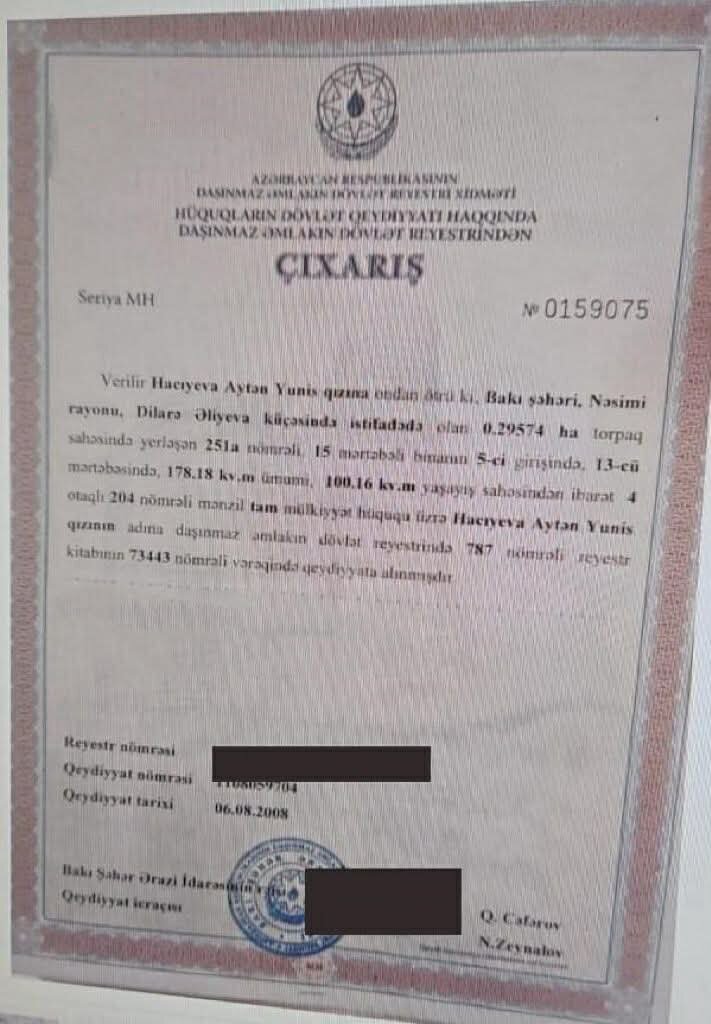 AZƏRBAYCAN RESPUBLİKASININ
DAŞINMAZ ƏMLAKIN DÖVLƏT REYESTRİ XİDMƏTİ
HÜQUQLARIN DÖVLƏT QEYDİYYATI HAQQINDA
DAŞINMAZ ƏMLAKIN DÖVLƏT REYESTRİNDƏN
ÇIXARIŞ
Seriya MH № 0159075
Verilir Hacıyeva Aytən Yunis qızına ondan ötrü ki, Bakı şəhəri, Nəsimi
rayonu, Dilarə Əliyeva küçəsində istifadədə olan 0.29574 ha torpaq
sahəsində yerləşən 251a nömrəli, 15 mərtəbəli binanın 5-ci girişində, 13-cü
mərtəbəsində, 178.18 kv.m ümumi, 100.16 kv.m yaşayış sahəsindən ibarət 4
otaqlı 204 nömrəli mənzil tam mülkiyyət hüququ üzrə Hacıyeva Aytən Yunis
qızının adına daşınmaz əmlakın dövlət reyestrində 787 nömrəli reyestr
kitabının 73443 nömrəli vərəqində qeydiyyata alınmışdır
Reyestr nömrəsi
Qeydiyyat nömrəsi 1108059704
Qeydiyyat tarixi 06.08.2008
Bakı Şəhər Ərazi İdarəsinin
Qeydiyyat icraçısı
Q. Cəfərov
N.Zeynalov